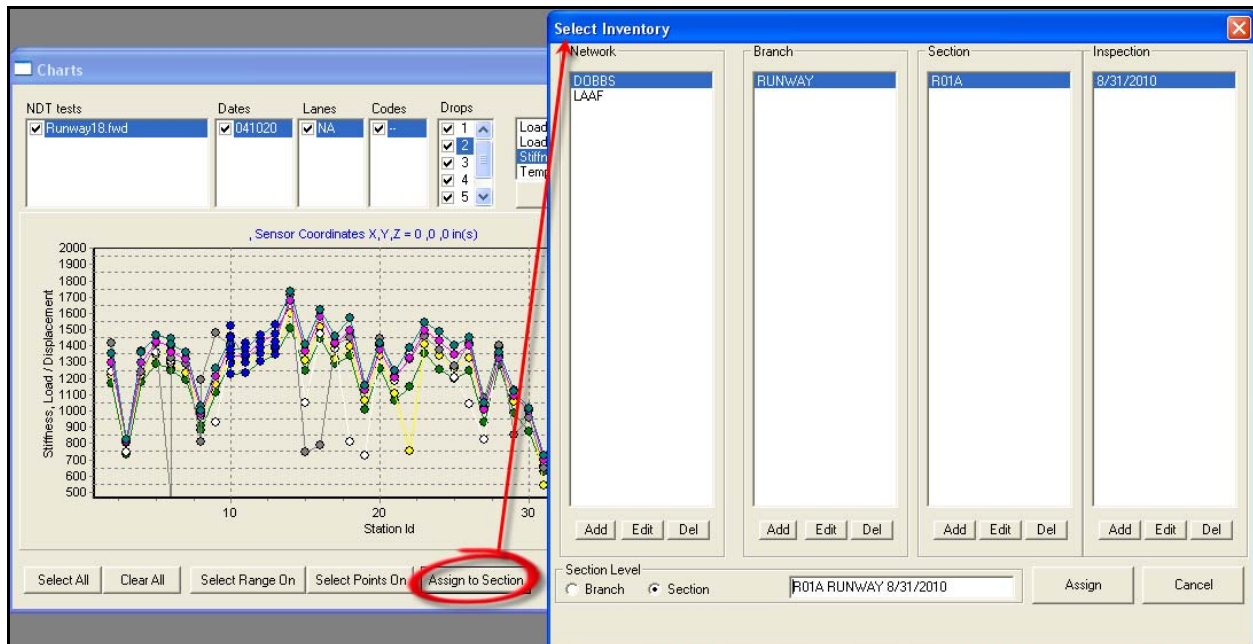 Charts
NDT tests
Dates
Lanes
Codes
Drops
Runway18.fwd
041020
NA
--
1
2
3
4
5
Load
Load
Stiffn
Temp
, Sensor Coordinates X,Y,Z = 0 ,0 ,0 in(s)
Stiffness, Load / Displacement
2000
1900
1800
1700
1600
1500
1400
1300
1200
1100
1000
900
800
700
600
500
10
20
30
Station Id
Select All
Clear All
Select Range On
Select Points On
Assign to Section
Select Inventory
Network
Branch
Section
Inspection
DOBBS
LAAF
RUNWAY
R01A
8/31/2010
Add Edit Del
Add Edit Del
Add Edit Del
Add Edit Del
Section Level
Branch
Section
R01A RUNWAY 8/31/2010
Assign
Cancel